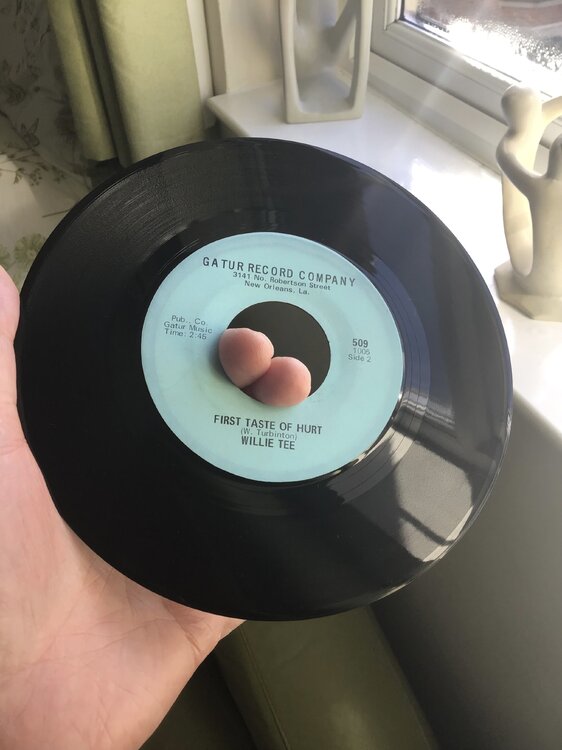 GATUR RECORD COMPANY
3141 No. Robertson Street
New Orleans, La.
Pub., Co.
Gatur Music
Time: 2:45
509
1006
Side 2
FIRST TASTE OF HURT
(W. Turbinton)
WILLIE TEE